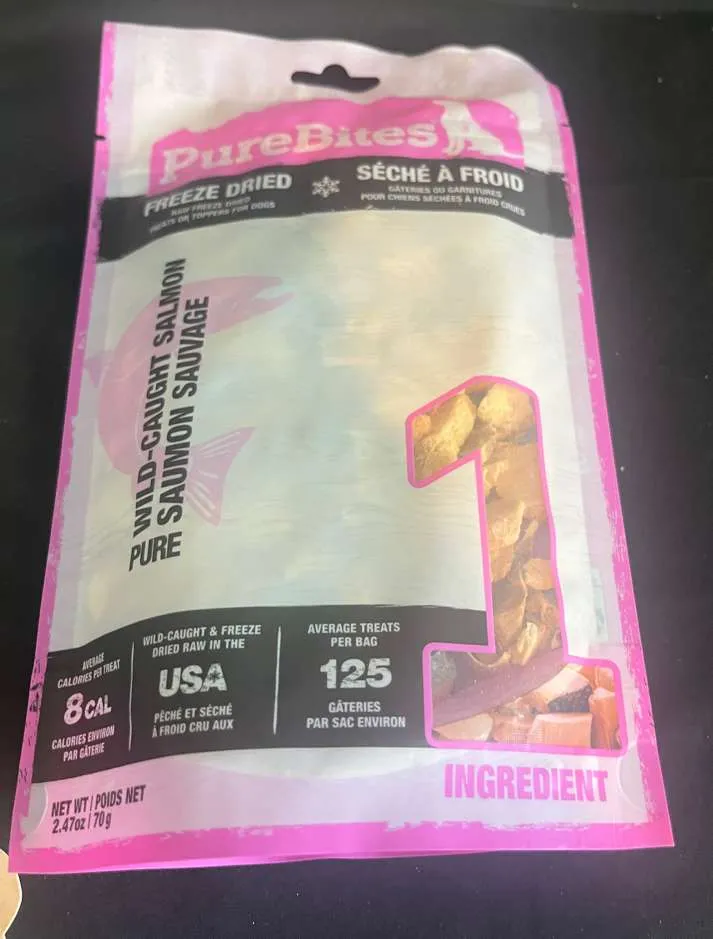 PureBites
FREEZE DRIED
RAW FREEZE DRIED
TREATS OR TOPPERS FOR DOGS
SÉCHÉ À FROID
GÂTERIES OU GARNITURES
POUR CHIENS SÉCHÉES À FROID CRUES
PURE WILD-CAUGHT SALMON
SAUMON SAUVAGE
1
INGREDIENT
AVERAGE
CALORIES PER TREAT
8 CAL
CALORIES ENVIRON
PAR GÂTERIE
WILD-CAUGHT & FREEZE
DRIED RAW IN THE
USA
PÊCHÉ ET SÉCHÉ
À FROID CRU AUX
AVERAGE TREATS
PER BAG
125
GÂTERIES
PAR SAC ENVIRON
NET WT | POIDS NET
2.47oz | 70g